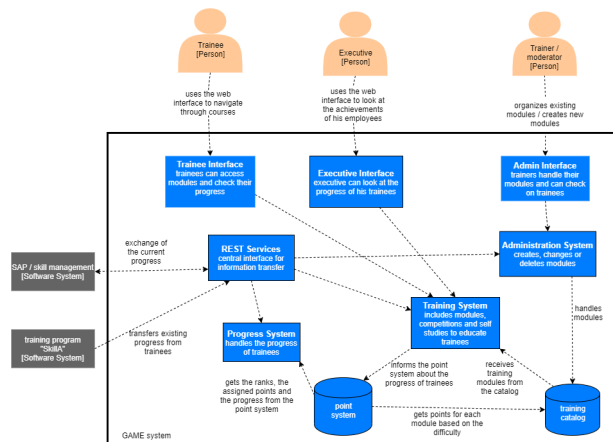 Trainee
[Person]
Executive
[Person]
Trainer /
moderator
[Person]
uses the web
interface to navigate
through courses
uses the web
interface to look at
the achievements
of his employees
organizes existing
modules / creates new
modules
Trainee Interface
trainees can access
modules and check their
progress
Executive Interface
executive can look at the
progress of his trainees
Admin Interface
trainers handle their
modules and can check
on trainees
exchange of
the current
progress
REST Services
central interface for
information transfer
Administration System
creates, changes or
deletes modules
SAP / skill management
[Software System]
training program
"SkillA"
[Software System]
transfers existing
progress from
trainees
Progress System
handles the progress
of trainees
Training System
includes modules,
competitions and self
studies to educate
trainees
handles
modules
informs the point
system about the
progress of trainees
receives
training
modules from
the catalog
gets the ranks, the
assigned points and
the progress from the
point system
point
system
gets points for each
module based on the
difficulty
training
catalog
GAME system